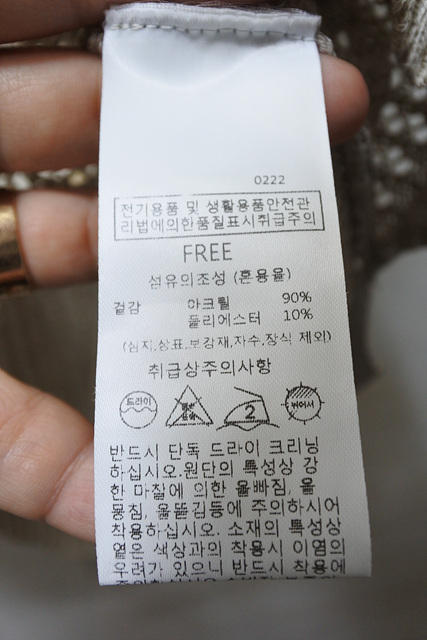 0222
전기용품 및 생활용품안전관
리법에의한품질표시취급주의
FREE
섬유의조성 (혼용율)
겉감 아크릴 90%
폴리에스터 10%
(심지,상표,보강재,자수,장식 제외)
취급상주의사항
드라이
2
뉘어서
반드시 단독 드라이 크리닝
하십시오.원단의 특성상 강
한 마찰에 의한 올빠짐, 올
뭉침, 올뜯김등에 주의하시어
착용하십시오. 소재의 특성상
옅은 색상과의 착용시 이염의
우려가 있으니 반드시 착용에